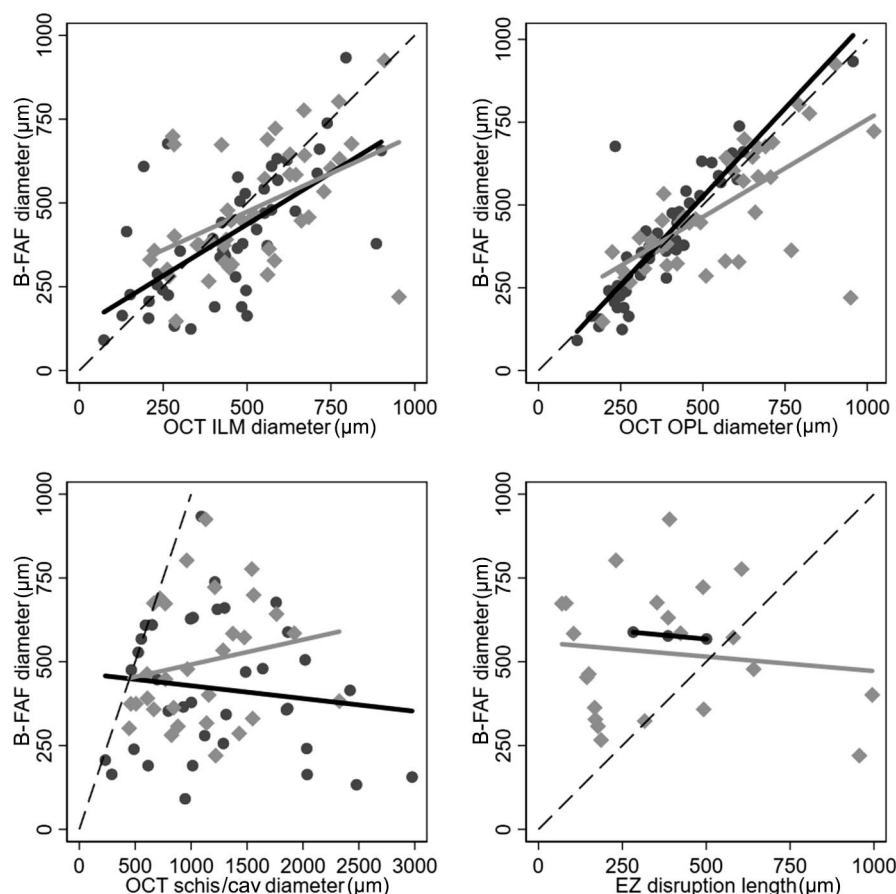 B-FAF diameter (μm)
1000
750
500
250
0
0 250 500 750 1000
OCT ILM diameter (μm)
B-FAF diameter (μm)
1000
750
500
250
0
0 250 500 750 1000
OCT OPL diameter (μm)
B-FAF diameter (μm)
1000
750
500
250
0
0 500 1000 1500 2000 2500 3000
OCT schis/cav diameter (μm)
B-FAF diameter (μm)
1000
750
500
250
0
0 250 500 750 1000
EZ disruption length (μm)